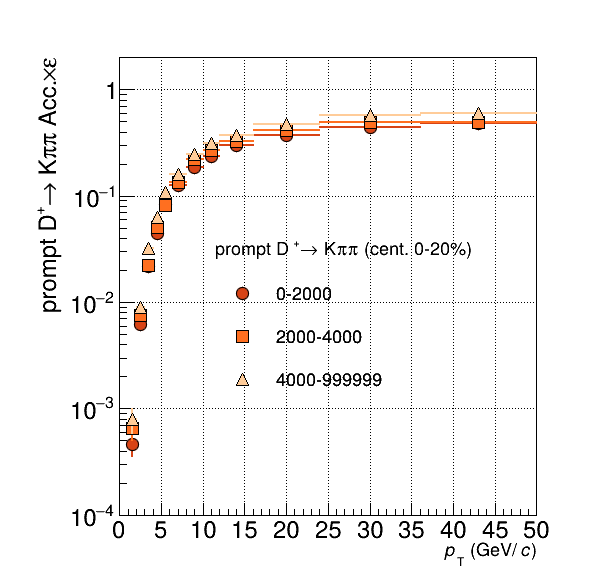 prompt D⁺→ Kππ Acc.×ε
1
10⁻¹
10⁻²
10⁻³
10⁻⁴
prompt D⁺→ Kππ (cent. 0-20%)
0-2000
2000-4000
4000-999999
0 5 10 15 20 25 30 35 40 45 50
p_T (GeV/c)